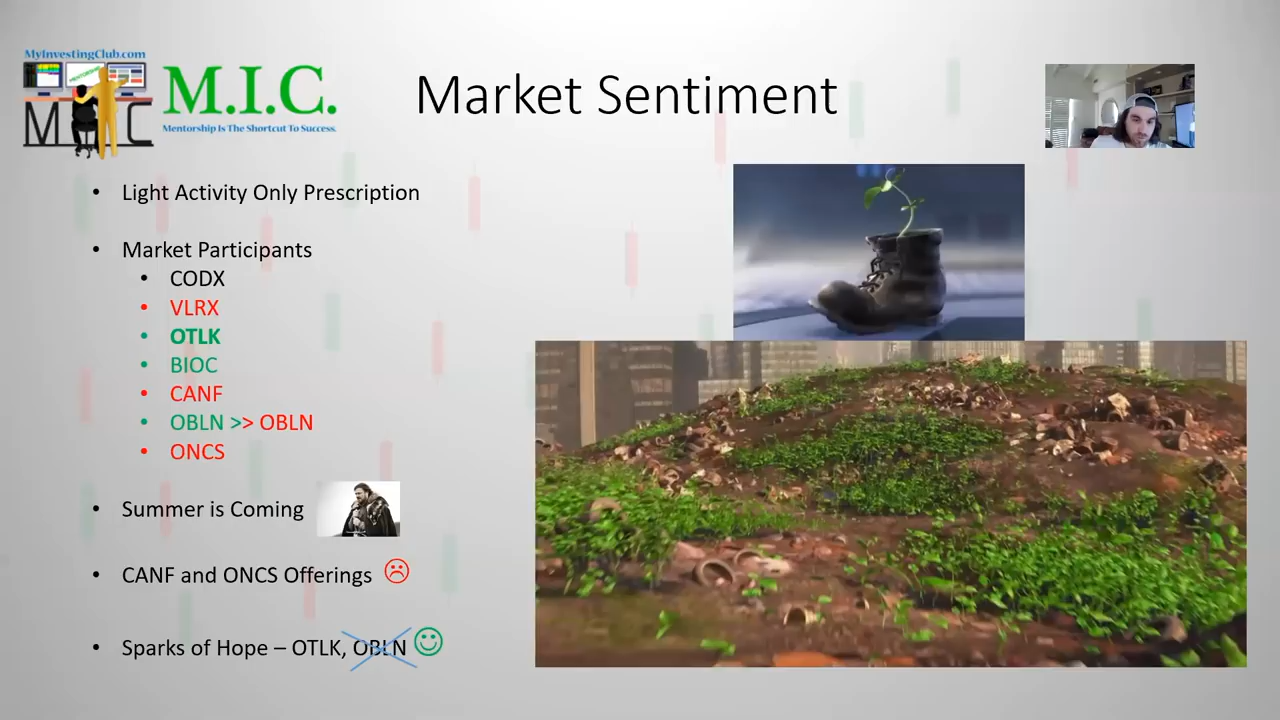 MyInvestingClub.com
MENTORSHIP
M.I.C.
Mentorship Is The Shortcut To Success.
M C
Market Sentiment
• Light Activity Only Prescription
• Market Participants
• CODX
• VLRX
• OTLK
• BIOC
• CANF
• OBLN >> OBLN
• ONCS
• Summer is Coming
• CANF and ONCS Offerings
• Sparks of Hope – OTLK, OBLN